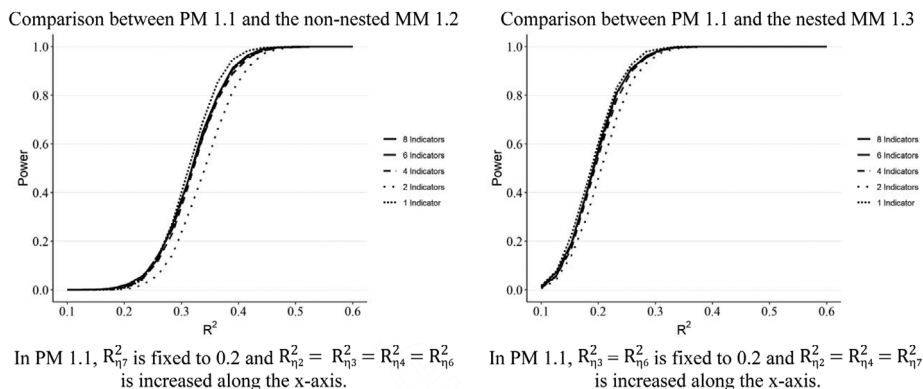 Comparison between PM 1.1 and the non-nested MM 1.2
1.0
0.8
0.6
0.4
0.2
0.0
Power
0.1 0.2 0.3 0.4 0.5 0.6
R²
8 Indicators
6 Indicators
4 Indicators
2 Indicators
1 Indicator
In PM 1.1, R²η7 is fixed to 0.2 and R²η2 = R²η3 = R²η4 = R²η6
is increased along the x-axis.
Comparison between PM 1.1 and the nested MM 1.3
1.0
0.8
0.6
0.4
0.2
0.0
Power
0.1 0.2 0.3 0.4 0.5 0.6
R²
8 Indicators
6 Indicators
4 Indicators
2 Indicators
1 Indicator
In PM 1.1, R²η3 = R²η6 is fixed to 0.2 and R²η2 = R²η4 = R²η7
is increased along the x-axis.